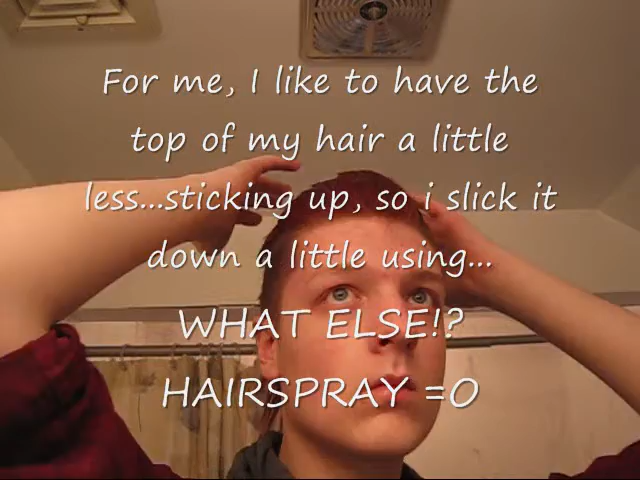 For me, I like to have the
top of my hair a little
less...sticking up, so i slick it
down a little using...
WHAT ELSE!?
HAIRSPRAY =O